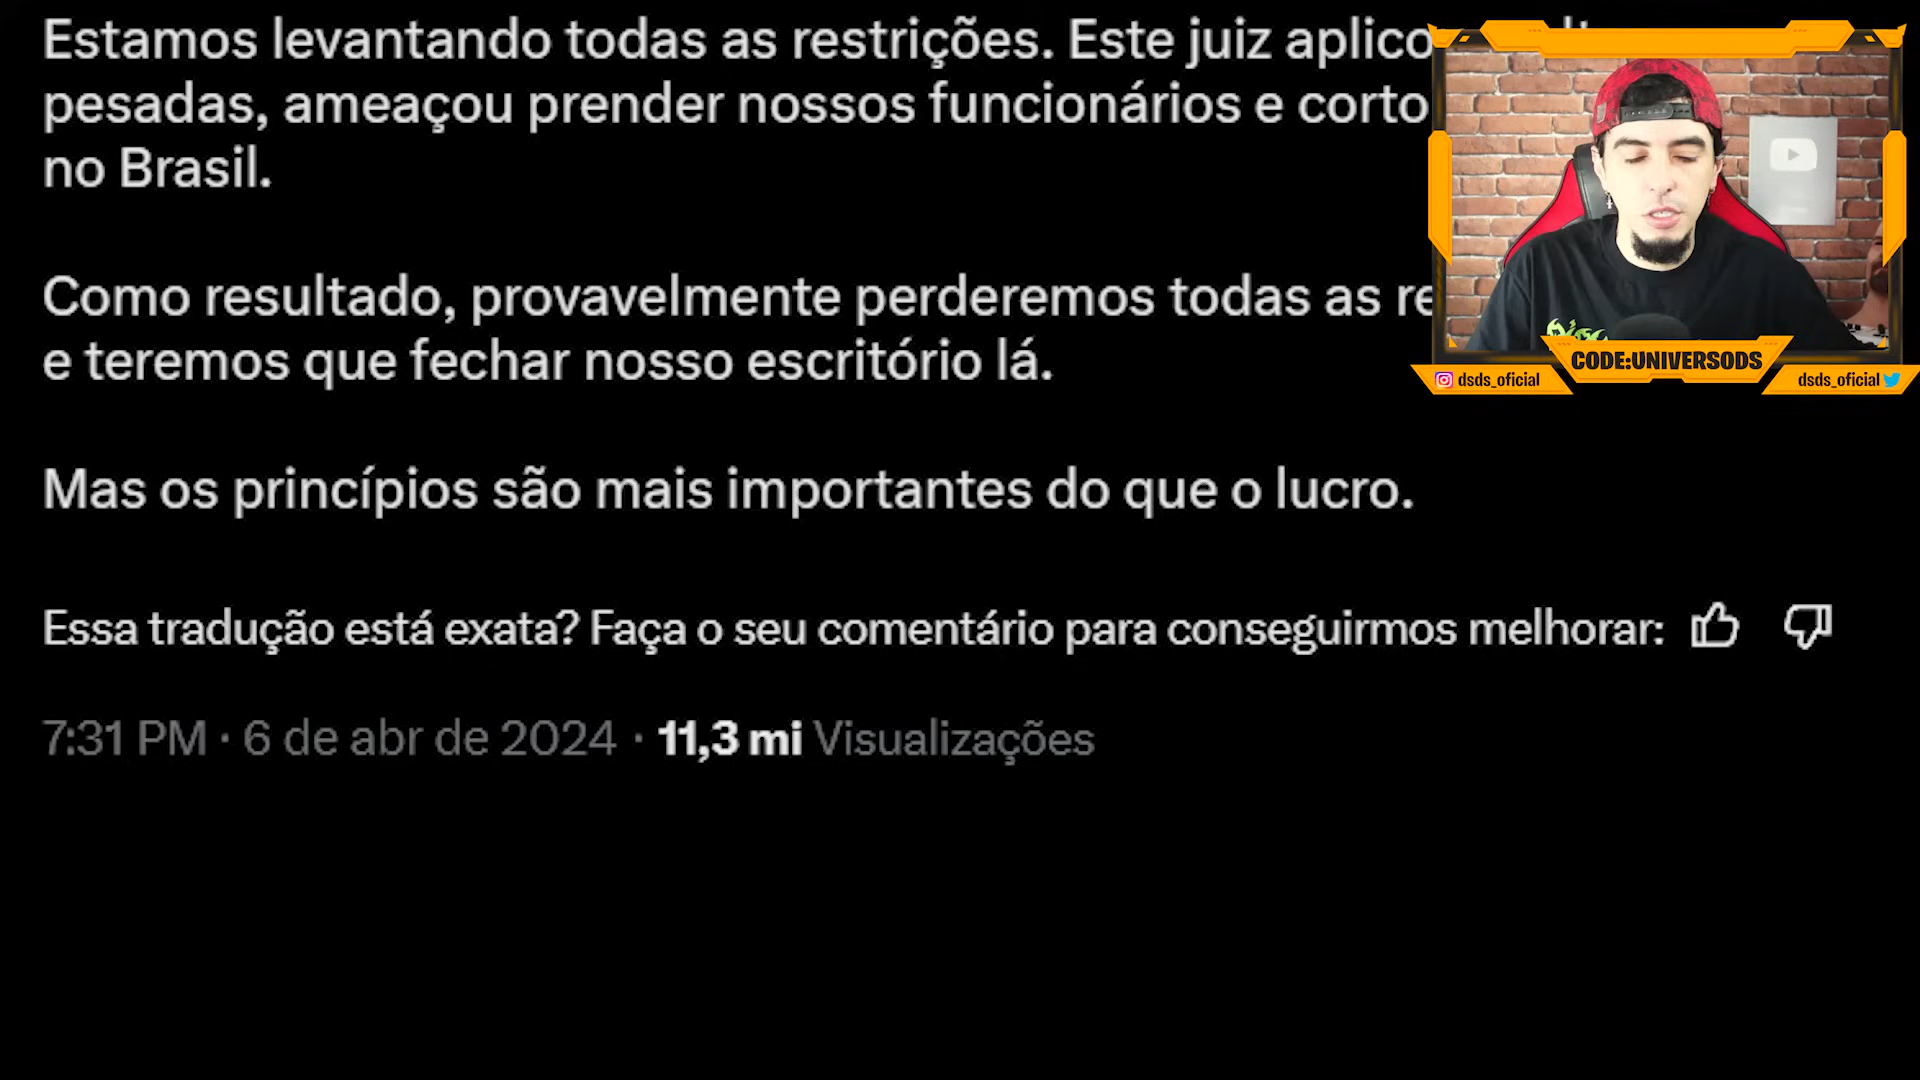 Estamos levantando todas as restrições. Este juiz aplico
pesadas, ameaçou prender nossos funcionários e corto
no Brasil.
Como resultado, provavelmente perderemos todas as re
e teremos que fechar nosso escritório lá.
Mas os princípios são mais importantes do que o lucro.
Essa tradução está exata? Faça o seu comentário para conseguirmos melhorar:
7:31 PM · 6 de abr de 2024 · 11,3 mi Visualizações
CODE:UNIVERSODS
dsds_oficial
dsds_oficial